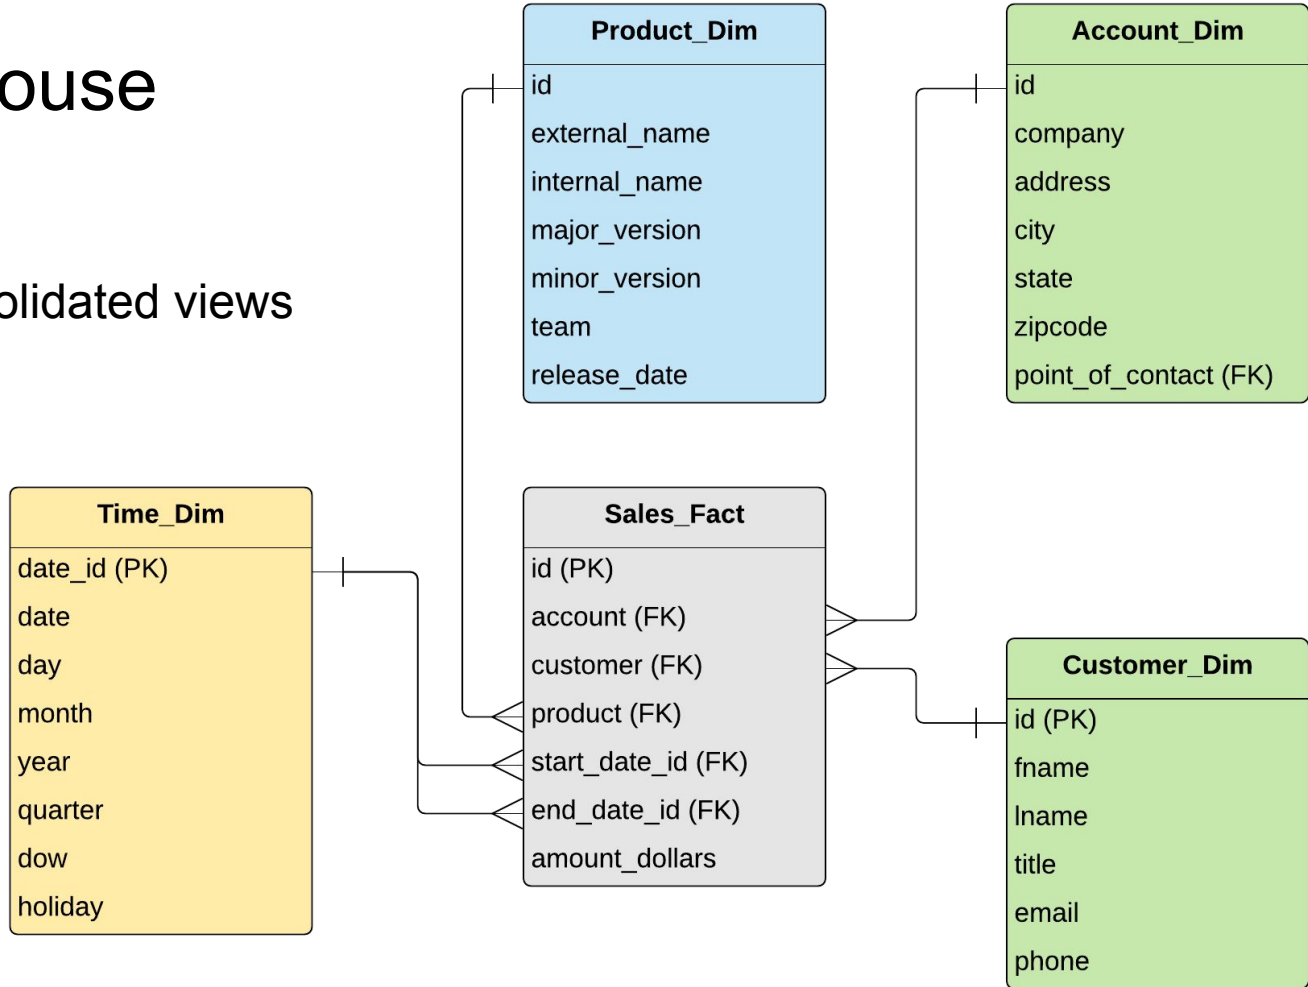 ouse
olidated views
Product_Dim
id
external_name
internal_name
major_version
minor_version
team
release_date
Account_Dim
id
company
address
city
state
zipcode
point_of_contact (FK)
Time_Dim
date_id (PK)
date
day
month
year
quarter
dow
holiday
Sales_Fact
id (PK)
account (FK)
customer (FK)
product (FK)
start_date_id (FK)
end_date_id (FK)
amount_dollars
Customer_Dim
id (PK)
fname
lname
title
email
phone